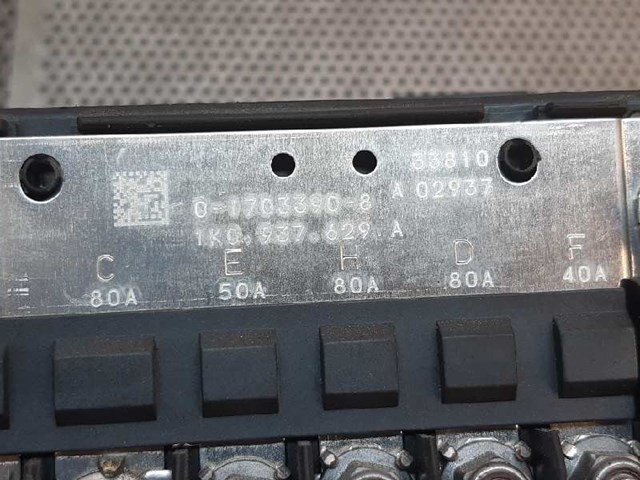 33810
A 02937
0-1703390-8
1K0.937.629 A
C E H D F
80A 50A 80A 80A 40A